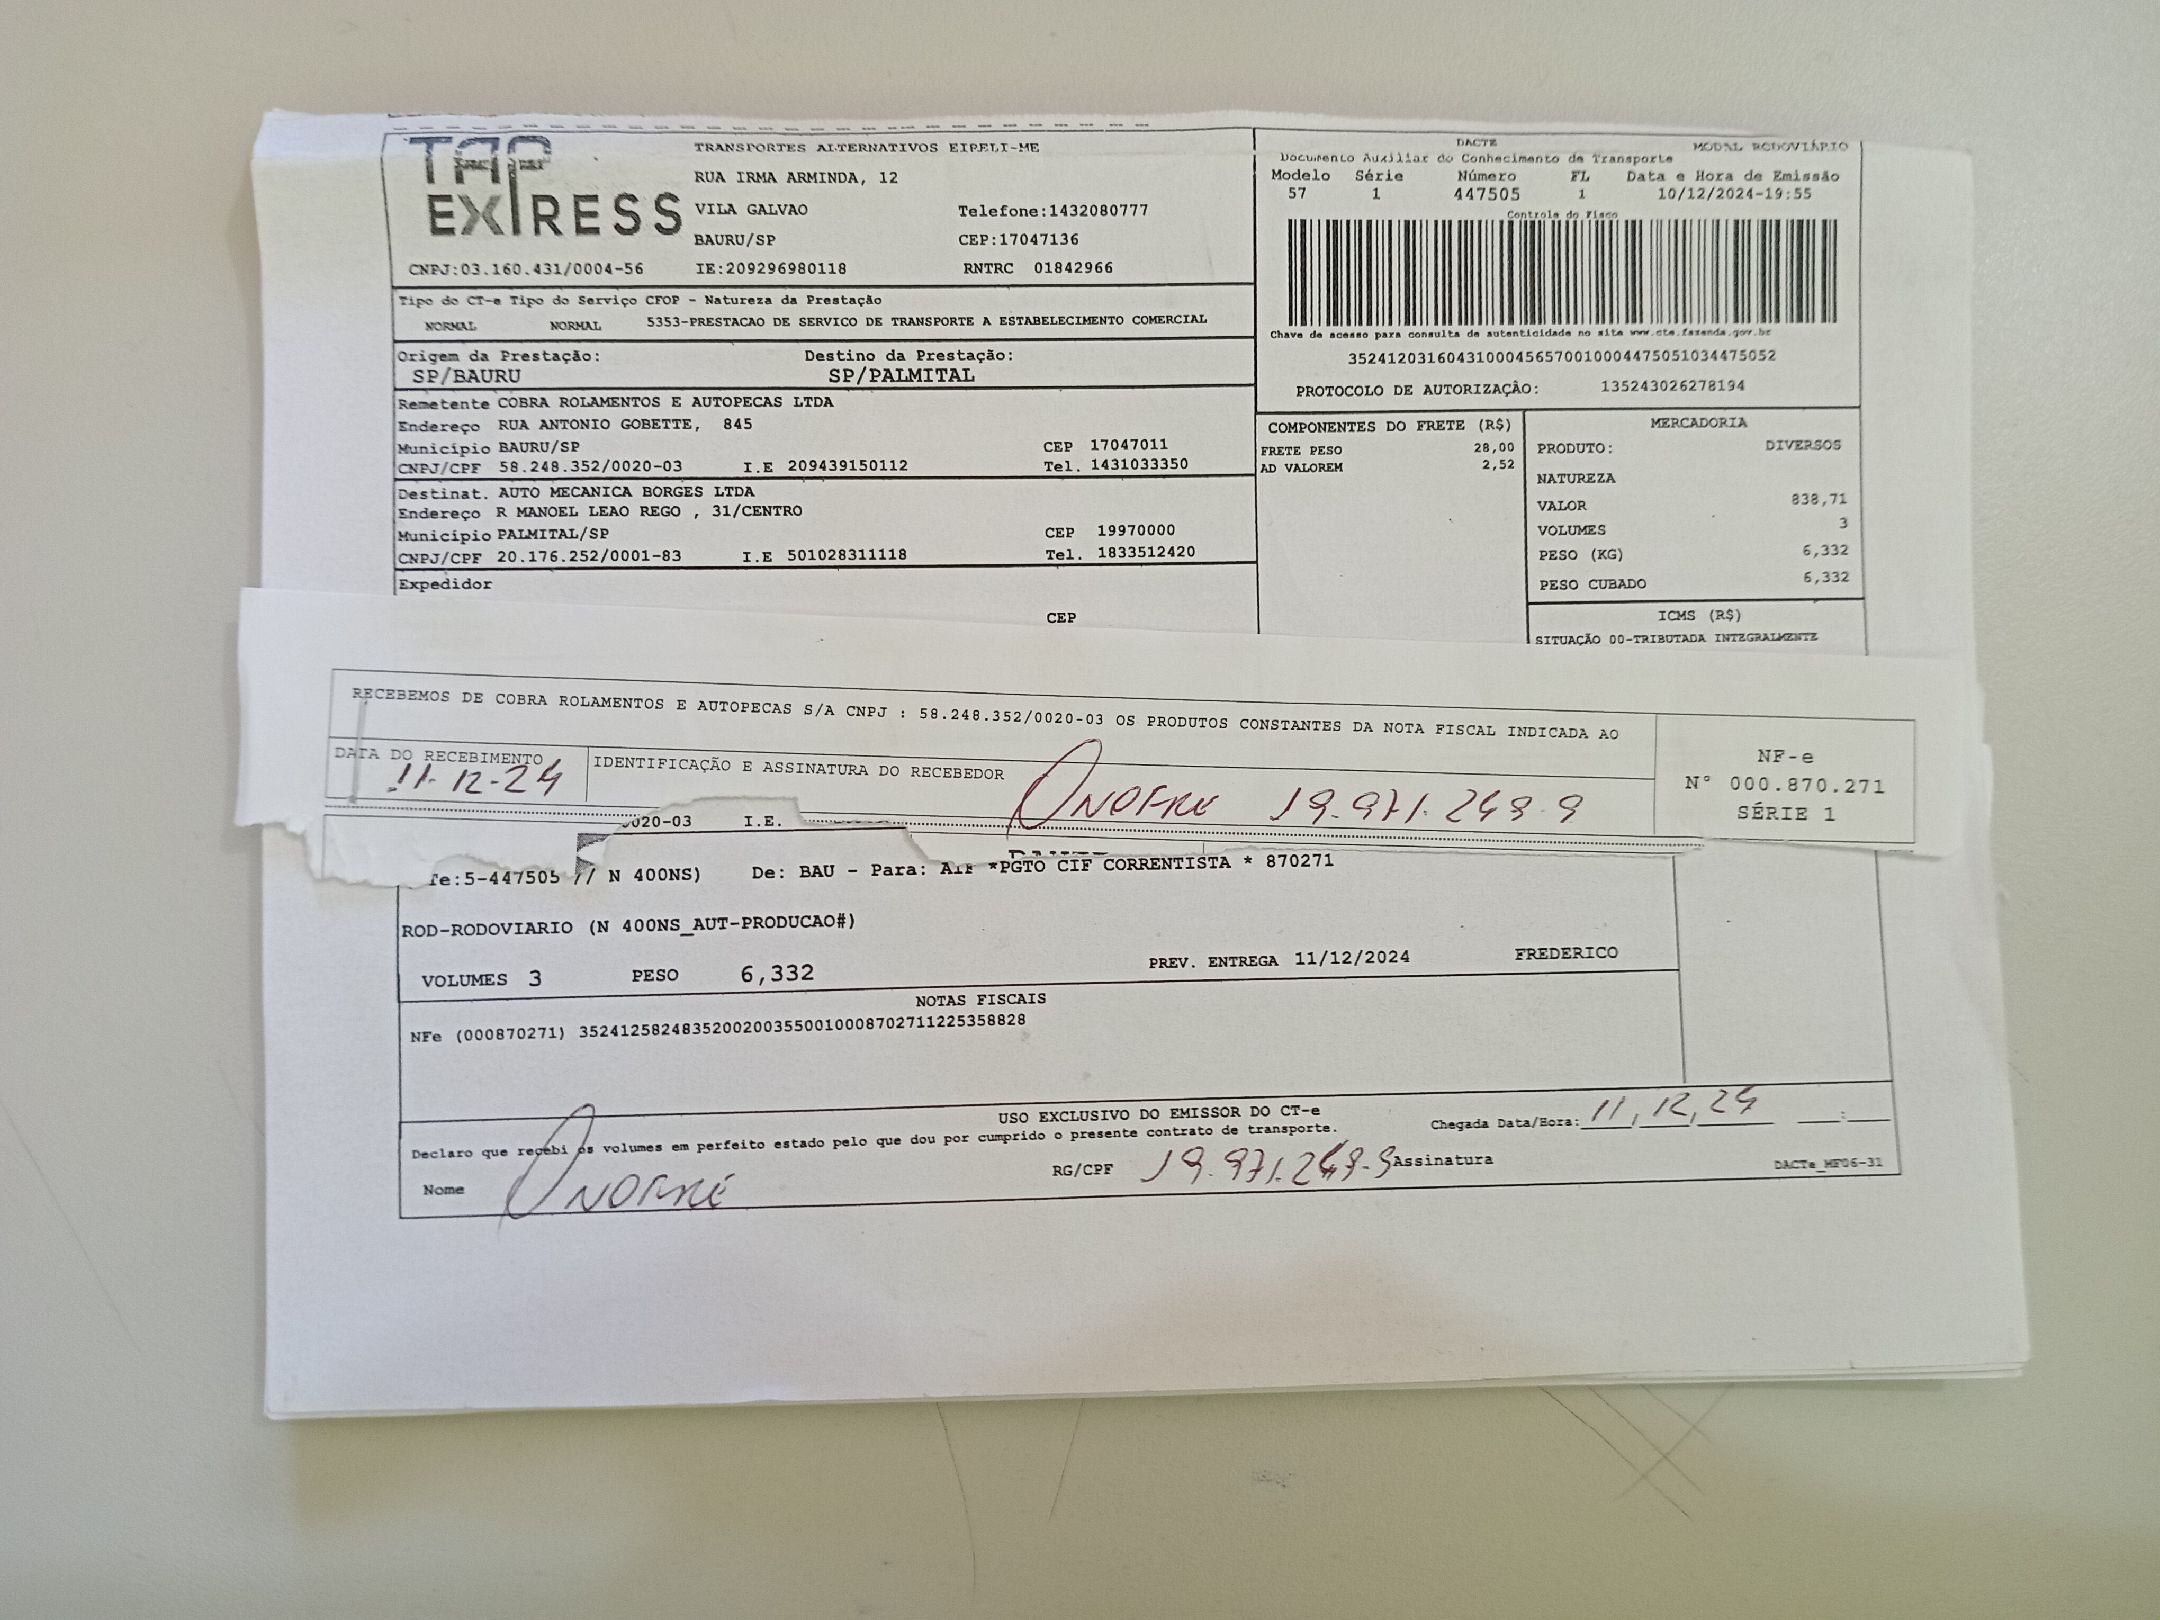 TAP
EXPRESS
TRANSPORTES ALTERNATIVOS EIRELI-ME
RUA IRMA ARMINDA, 12
VILA GALVAO Telefone:1432080777
BAURU/SP CEP:17047136
CNPJ:03.160.431/0004-56 IE:209296980118 RNTRC 01842966
DACTE MODAL RODOVIÁRIO
Documento Auxiliar do Conhecimento de Transporte
Modelo Série Número FL Data e Hora de Emissão
57 1 447505 1 10/12/2024-19:55
Controle do Fisco
Chave de acesso para consulta de autenticidade no site www.cte.fazenda.gov.br
35241203160431000456570010004475051034475052
PROTOCOLO DE AUTORIZAÇÃO: 135243026278194
Tipo do CT-e Tipo do Serviço CFOP - Natureza da Prestação
NORMAL NORMAL 5353-PRESTACAO DE SERVICO DE TRANSPORTE A ESTABELECIMENTO COMERCIAL
Origem da Prestação: Destino da Prestação:
SP/BAURU SP/PALMITAL
Remetente COBRA ROLAMENTOS E AUTOPECAS LTDA
Endereço RUA ANTONIO GOBETTE, 845
Município BAURU/SP CEP 17047011
CNPJ/CPF 58.248.352/0020-03 I.E 209439150112 Tel. 1431033350
Destinat. AUTO MECANICA BORGES LTDA
Endereço R MANOEL LEAO REGO , 31/CENTRO
Município PALMITAL/SP CEP 19970000
CNPJ/CPF 20.176.252/0001-83 I.E 501028311118 Tel. 1833512420
Expedidor
CEP
COMPONENTES DO FRETE (R$)
FRETE PESO 28,00
AD VALOREM 2,52
MERCADORIA
PRODUTO: DIVERSOS
NATUREZA
VALOR 838,71
VOLUMES 3
PESO (KG) 6,332
PESO CUBADO 6,332
ICMS (R$)
SITUAÇÃO 00-TRIBUTADA INTEGRALMENTE
RECEBEMOS DE COBRA ROLAMENTOS E AUTOPECAS S/A CNPJ : 58.248.352/0020-03 OS PRODUTOS CONSTANTES DA NOTA FISCAL INDICADA AO
DATA DO RECEBIMENTO IDENTIFICAÇÃO E ASSINATURA DO RECEBEDOR
11-12-24 ONOFRE 19.971.249-9
NF-e
N° 000.870.271
SÉRIE 1
0020-03 I.E.
Te:5-447505 // N 400NS) De: BAU - Para: *PGTO CIF CORRENTISTA * 870271
ROD-RODOVIARIO (N 400NS_AUT-PRODUCAO#)
VOLUMES 3 PESO 6,332 PREV. ENTREGA 11/12/2024 FREDERICO
NOTAS FISCAIS
NFe (000870271) 35241258248352002003550010008702711225358828
USO EXCLUSIVO DO EMISSOR DO CT-e
Declaro que recebi os volumes em perfeito estado pelo que dou por cumprido o presente contrato de transporte. Chegada Data/Hora: 11/12/24 :
Nome ONOFRE RG/CPF 19.971.249-9 Assinatura DACTe_MF06-31